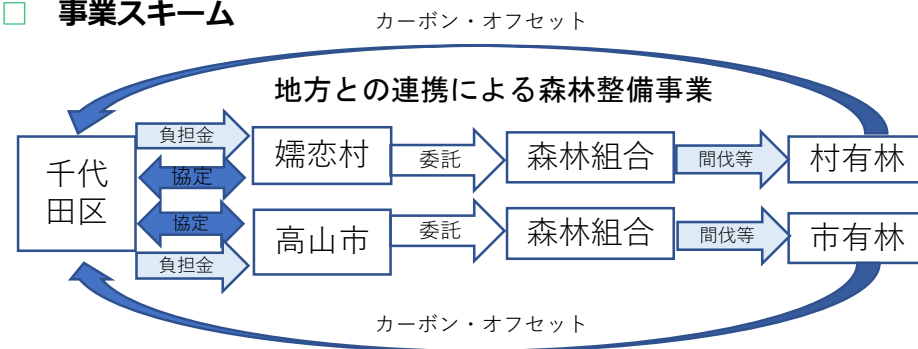 □ 事業スキーム
カーボン・オフセット
地方との連携による森林整備事業
千代
田区
負担金
協定
嬬恋村
委託
森林組合
間伐等
村有林
協定
負担金
高山市
委託
森林組合
間伐等
市有林
カーボン・オフセット